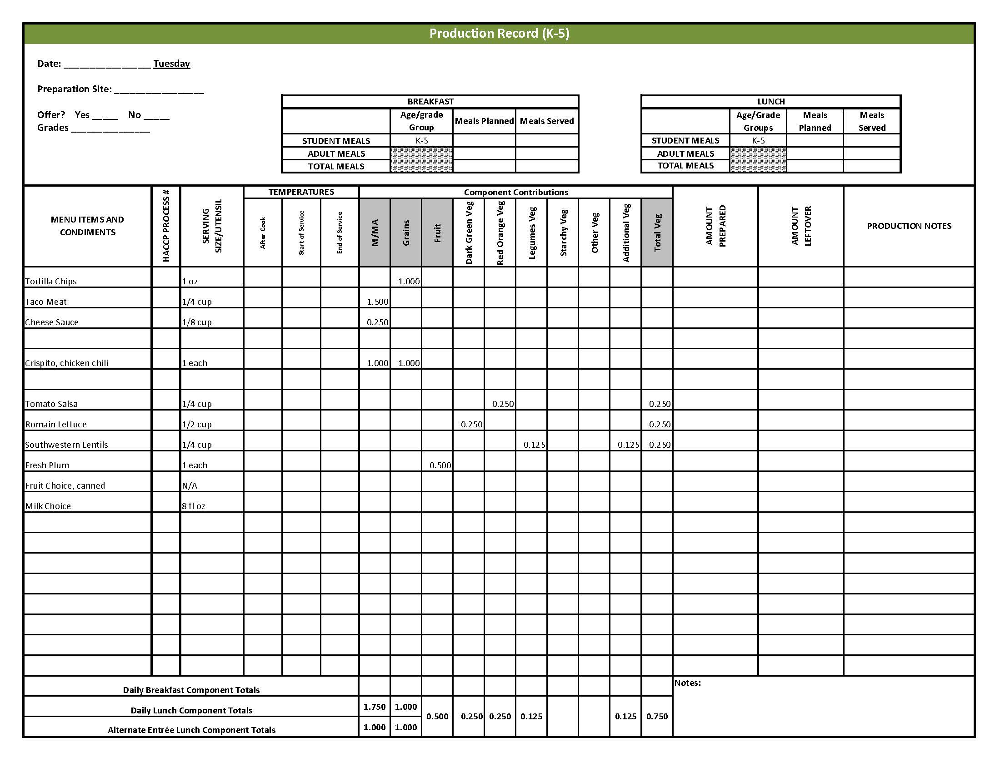 Production Record (K-5)
Date: _________________ Tuesday
Preparation Site: _________________
Offer? Yes _____ No _____
Grades _______________
BREAKFAST
Age/grade Group Meals Planned Meals Served
STUDENT MEALS K-5
ADULT MEALS
TOTAL MEALS
LUNCH
Age/Grade Groups Meals Planned Meals Served
STUDENT MEALS K-5
ADULT MEALS
TOTAL MEALS
MENU ITEMS AND CONDIMENTS
HACCP PROCESS #
SERVING SIZE/UTENSIL
TEMPERATURES
After Cook
Start of Service
End of Service
Component Contributions
M/MA
Grains
Fruit
Dark Green Veg
Red Orange Veg
Legumes Veg
Starchy Veg
Other Veg
Additional Veg
Total Veg
AMOUNT PREPARED
AMOUNT LEFTOVER
PRODUCTION NOTES
Tortilla Chips 1 oz 1.000
Taco Meat 1/4 cup 1.500
Cheese Sauce 1/8 cup 0.250
Crispito, chicken chili 1 each 1.000 1.000
Tomato Salsa 1/4 cup 0.250 0.250
Romain Lettuce 1/2 cup 0.250 0.250
Southwestern Lentils 1/4 cup 0.125 0.125 0.250
Fresh Plum 1 each 0.500
Fruit Choice, canned N/A
Milk Choice 8 fl oz
Daily Breakfast Component Totals
Daily Lunch Component Totals 1.750 1.000
0.500 0.250 0.250 0.125 0.125 0.750
Alternate Entrée Lunch Component Totals 1.000 1.000
Notes: